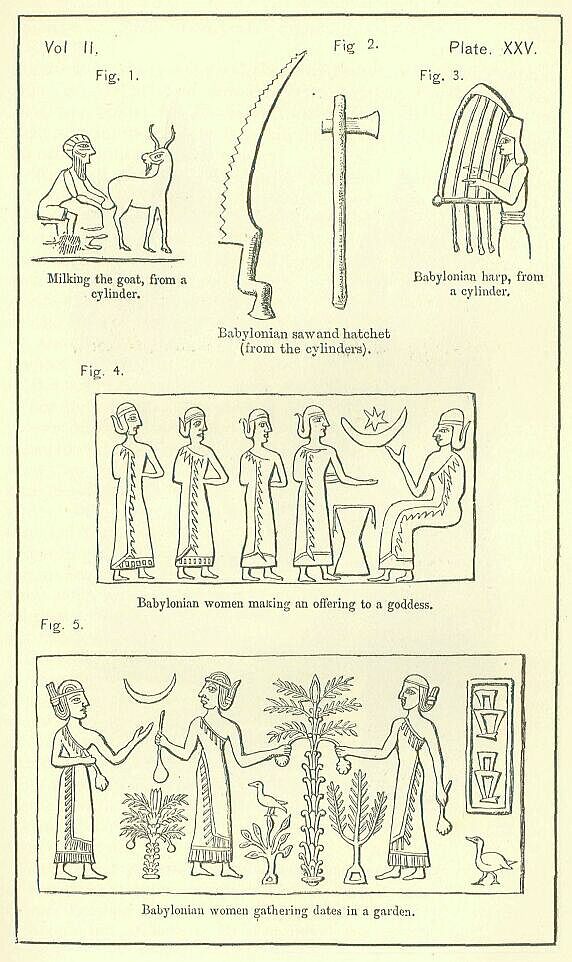 Vol II.
Fig 2.
Plate. XXV.
Fig. 1.
Fig. 3.
Milking the goat, from a
cylinder.
Babylonian harp, from
a cylinder.
Babylonian saw and hatchet
(from the cylinders).
Fig. 4.
Babylonian women making an offering to a goddess.
Fig. 5.
Babylonian women gathering dates in a garden.